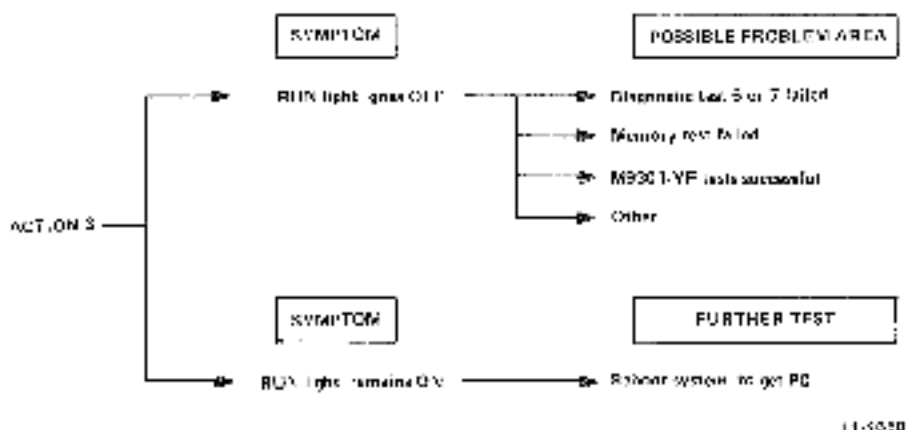 SYMPTOM
POSSIBLE PROBLEM AREA
RUN light goes OFF
Diagnostic test 6 or 7 failed
Memory test failed
M9301-YF tests successful
Other
ACTION 3
SYMPTOM
FURTHER TEST
RUN light remains ON
Reboot system to get PC